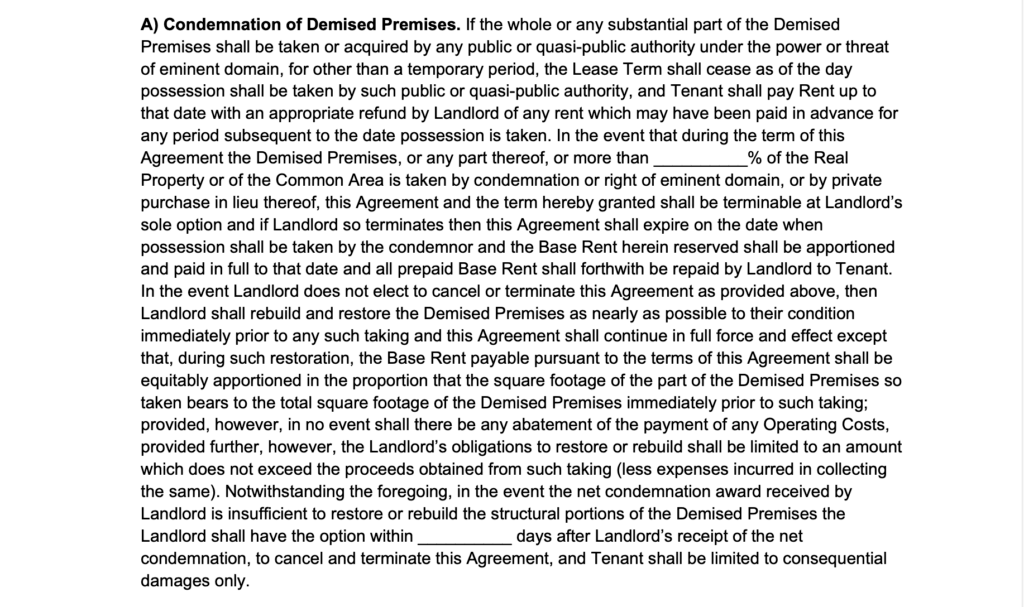 A) Condemnation of Demised Premises. If the whole or any substantial part of the Demised
Premises shall be taken or acquired by any public or quasi-public authority under the power or threat
of eminent domain, for other than a temporary period, the Lease Term shall cease as of the day
possession shall be taken by such public or quasi-public authority, and Tenant shall pay Rent up to
that date with an appropriate refund by Landlord of any rent which may have been paid in advance for
any period subsequent to the date possession is taken. In the event that during the term of this
Agreement the Demised Premises, or any part thereof, or more than __________% of the Real
Property or of the Common Area is taken by condemnation or right of eminent domain, or by private
purchase in lieu thereof, this Agreement and the term hereby granted shall be terminable at Landlord's
sole option and if Landlord so terminates then this Agreement shall expire on the date when
possession shall be taken by the condemnor and the Base Rent herein reserved shall be apportioned
and paid in full to that date and all prepaid Base Rent shall forthwith be repaid by Landlord to Tenant.
In the event Landlord does not elect to cancel or terminate this Agreement as provided above, then
Landlord shall rebuild and restore the Demised Premises as nearly as possible to their condition
immediately prior to any such taking and this Agreement shall continue in full force and effect except
that, during such restoration, the Base Rent payable pursuant to the terms of this Agreement shall be
equitably apportioned in the proportion that the square footage of the part of the Demised Premises so
taken bears to the total square footage of the Demised Premises immediately prior to such taking;
provided, however, in no event shall there be any abatement of the payment of any Operating Costs,
provided further, however, the Landlord's obligations to restore or rebuild shall be limited to an amount
which does not exceed the proceeds obtained from such taking (less expenses incurred in collecting
the same). Notwithstanding the foregoing, in the event the net condemnation award received by
Landlord is insufficient to restore or rebuild the structural portions of the Demised Premises the
Landlord shall have the option within __________ days after Landlord's receipt of the net
condemnation, to cancel and terminate this Agreement, and Tenant shall be limited to consequential
damages only.